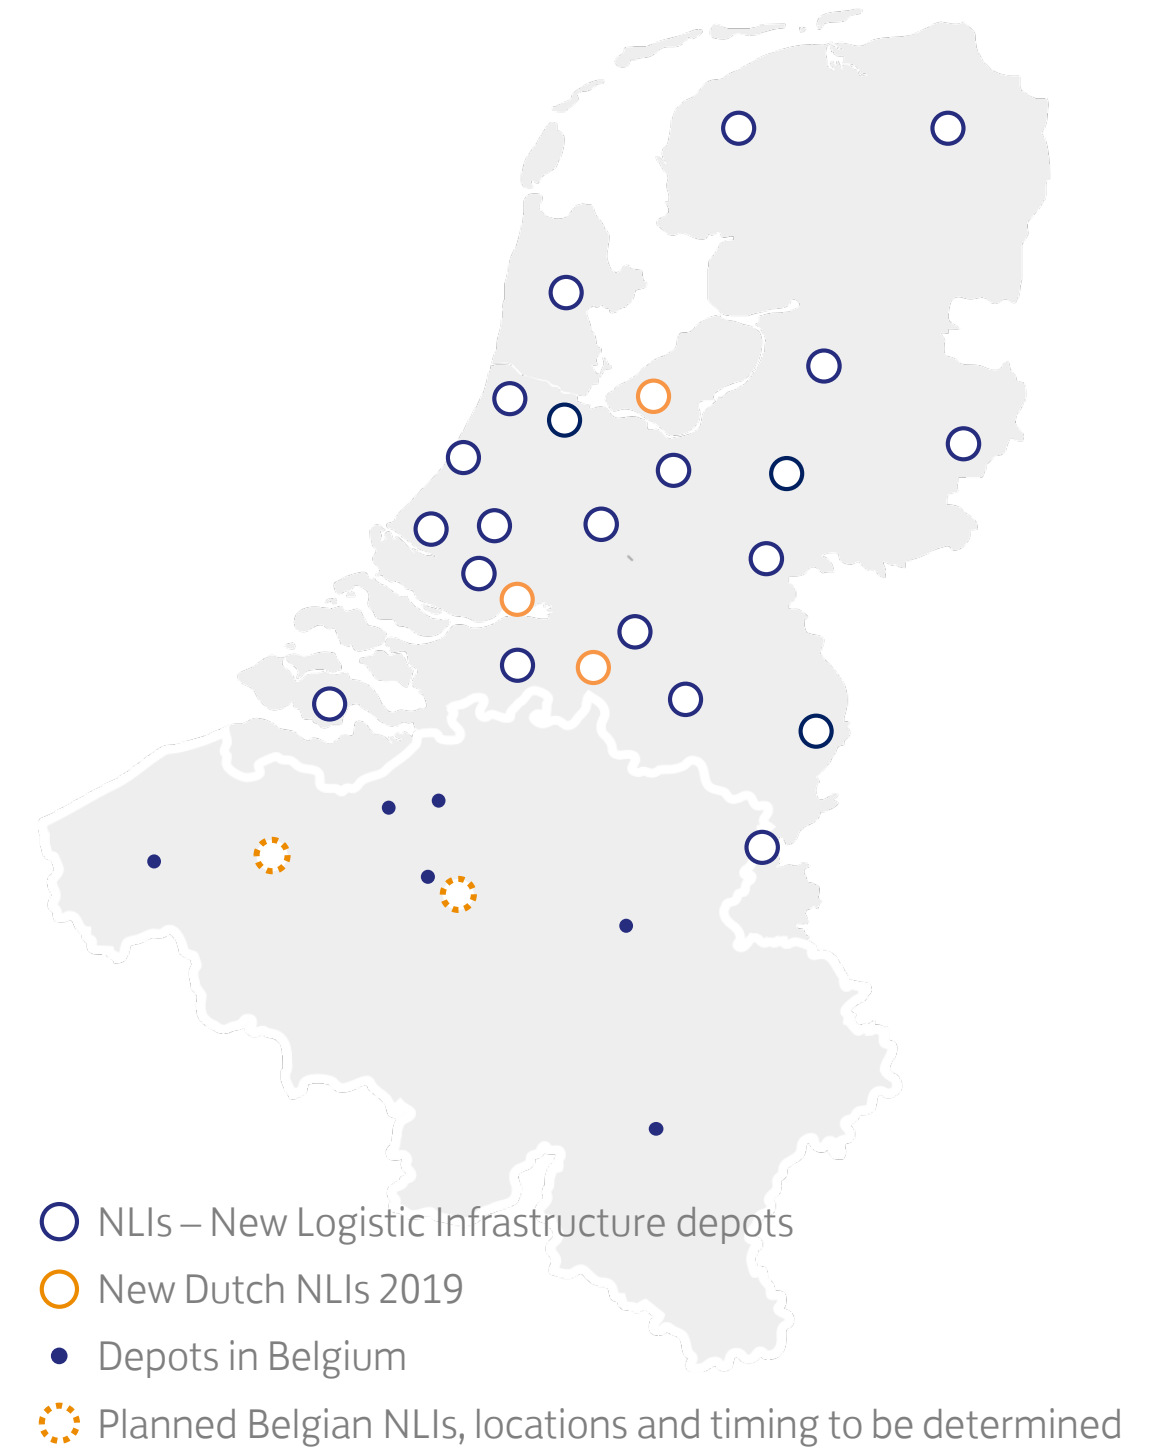 NLIs – New Logistic Infrastructure depots
New Dutch NLIs 2019
Depots in Belgium
Planned Belgian NLIs, locations and timing to be determined